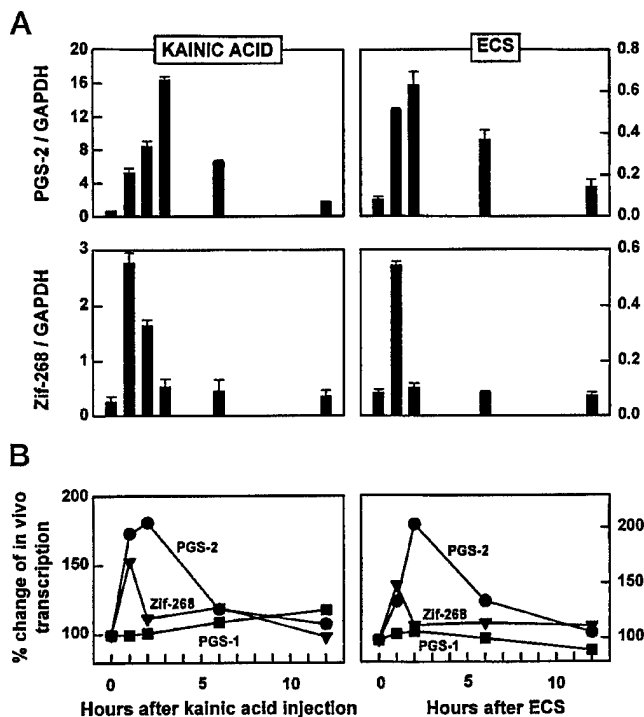 A
KAINIC ACID
ECS
PGS-2 / GAPDH
20
16
12
8
4
0
0.8
0.6
0.4
0.2
0.0
Zif-268 / GAPDH
3
2
1
0
0.6
0.4
0.2
0.0
B
% change of in vivo
transcription
200
150
100
PGS-2
Zif-268
PGS-1
PGS-2
Zif-268
PGS-1
200
150
100
0 5 10
0 5 10
Hours after kainic acid injection
Hours after ECS